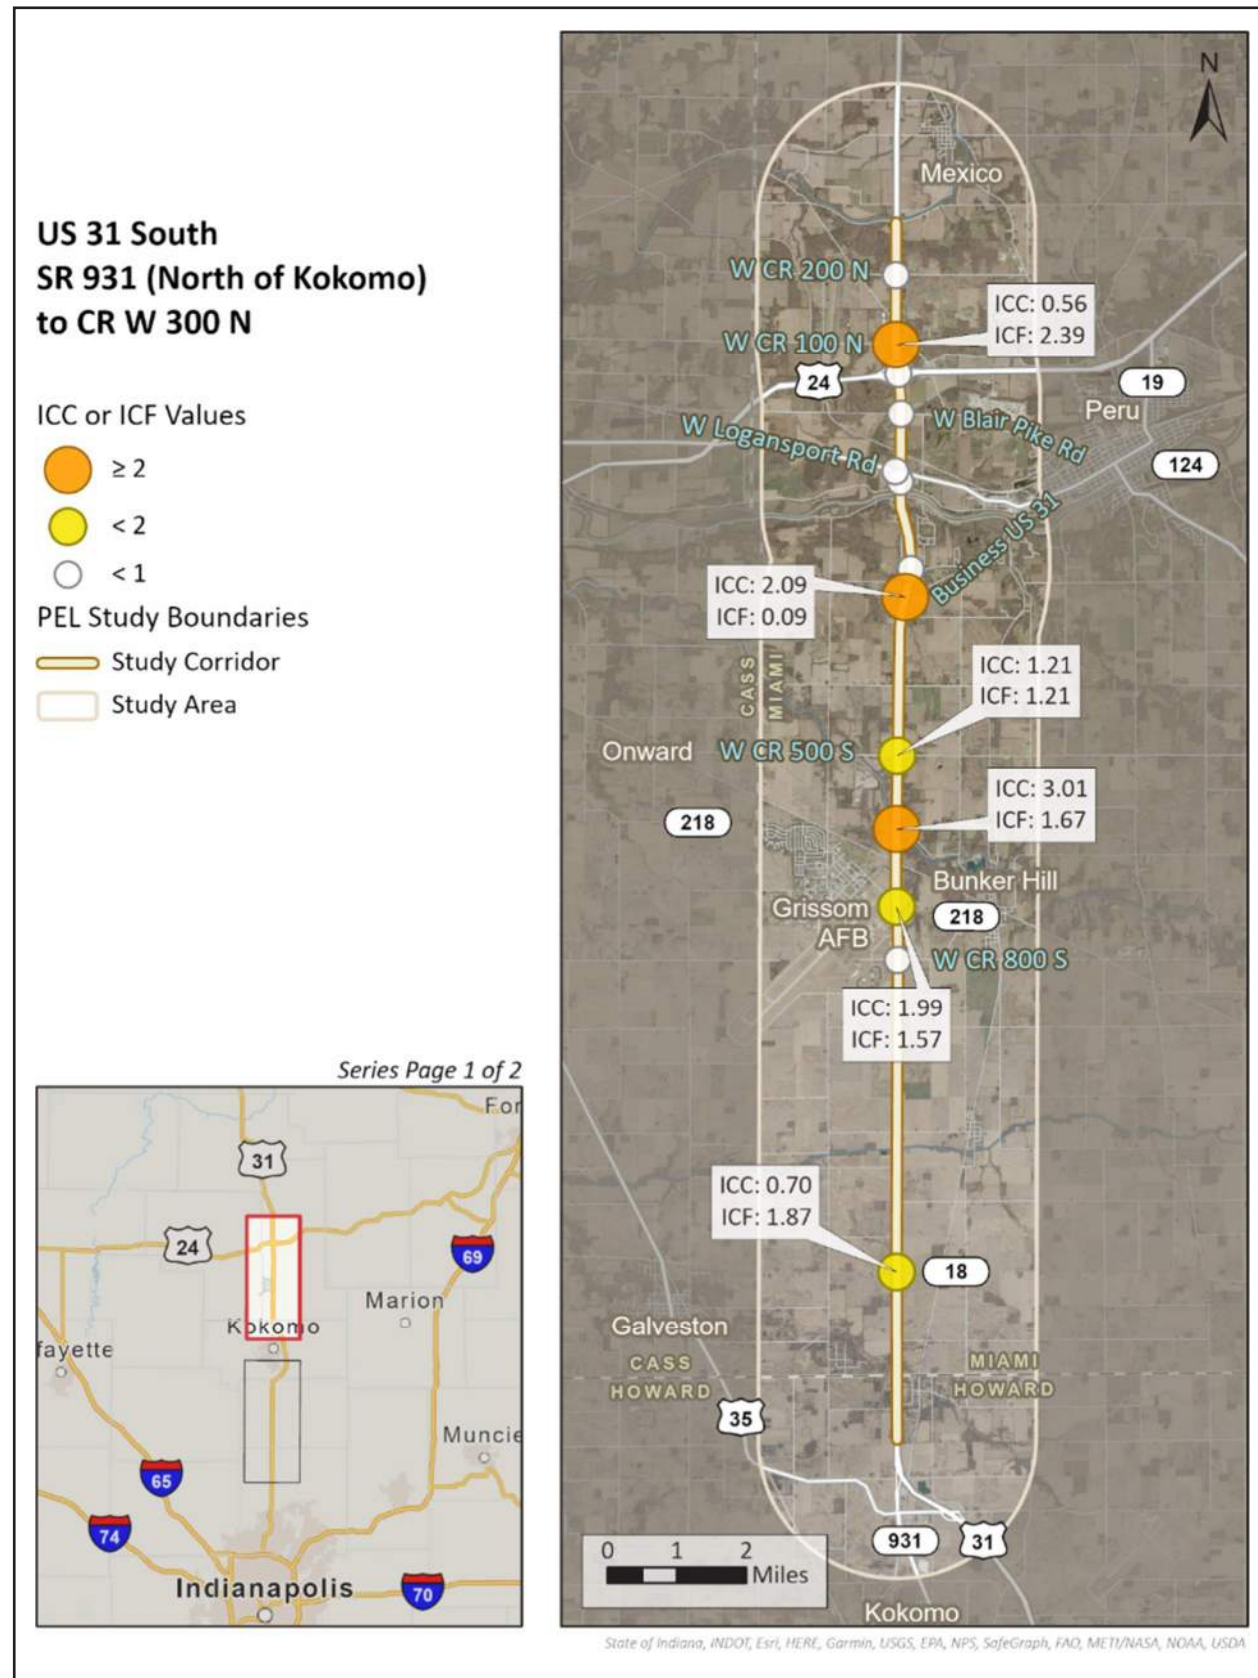 US 31 South
SR 931 (North of Kokomo)
to CR W 300 N
ICC or ICF Values
≥ 2
< 2
< 1
PEL Study Boundaries
Study Corridor
Study Area
Series Page 1 of 2
For
31
24
69
Marion
Kokomo
fayette
Muncie
65
74
Indianapolis
70
N
Mexico
W CR 200 N
ICC: 0.56
ICF: 2.39
W CR 100 N
24
19
Peru
W Blair Pike Rd
W Logansport Rd
124
Business US 31
ICC: 2.09
ICF: 0.09
CASS
MIAMI
ICC: 1.21
ICF: 1.21
Onward
W CR 500 S
ICC: 3.01
ICF: 1.67
218
Bunker Hill
Grissom
AFB
218
W CR 800 S
ICC: 1.99
ICF: 1.57
ICC: 0.70
ICF: 1.87
18
Galveston
CASS
HOWARD
MIAMI
HOWARD
35
931
31
0 1 2
Miles
Kokomo
State of Indiana, INDOT, Esri, HERE, Garmin, USGS, EPA, NPS, SafeGraph, FAO, METI/NASA, NOAA, USDA